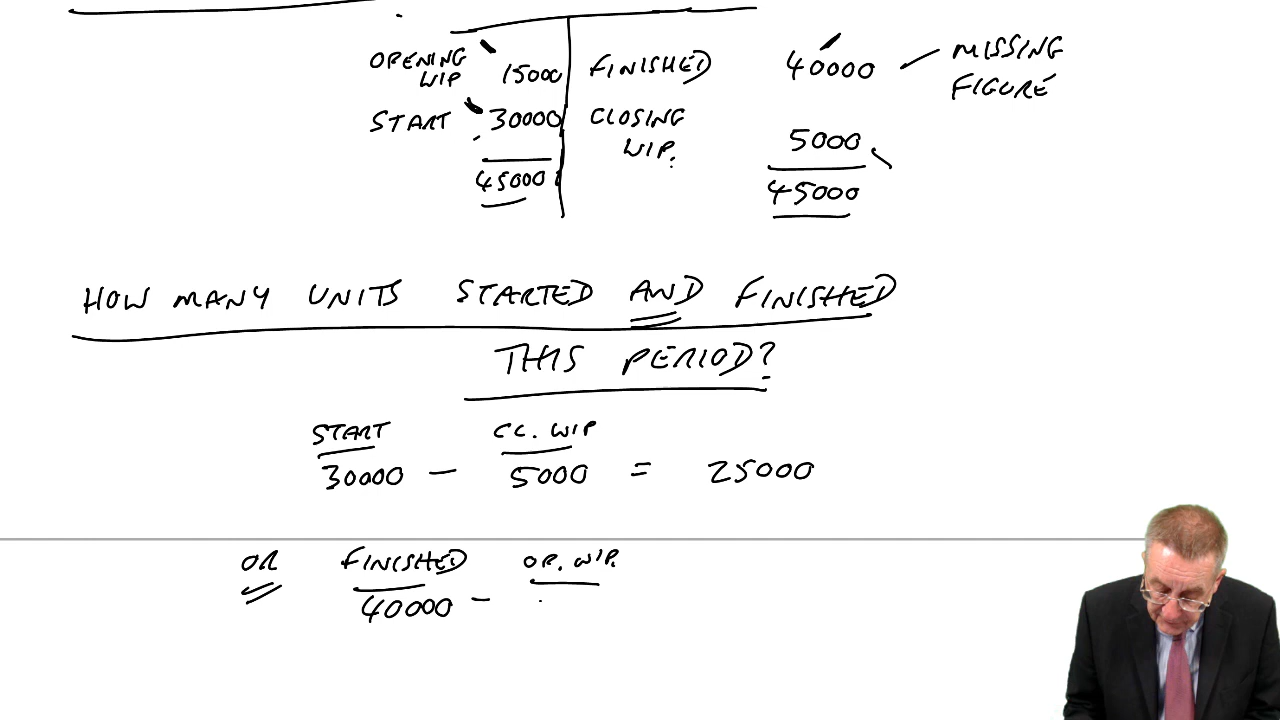 OPENING WIP 15000 FINISHED 40000 MISSING FIGURE
START 30000 CLOSING WIP. 5000
45000 45000
HOW MANY UNITS STARTED AND FINISHED
THIS PERIOD?
START CL. WIP
30000 - 5000 = 25000
OR FINISHED OP. WIP.
40000 -